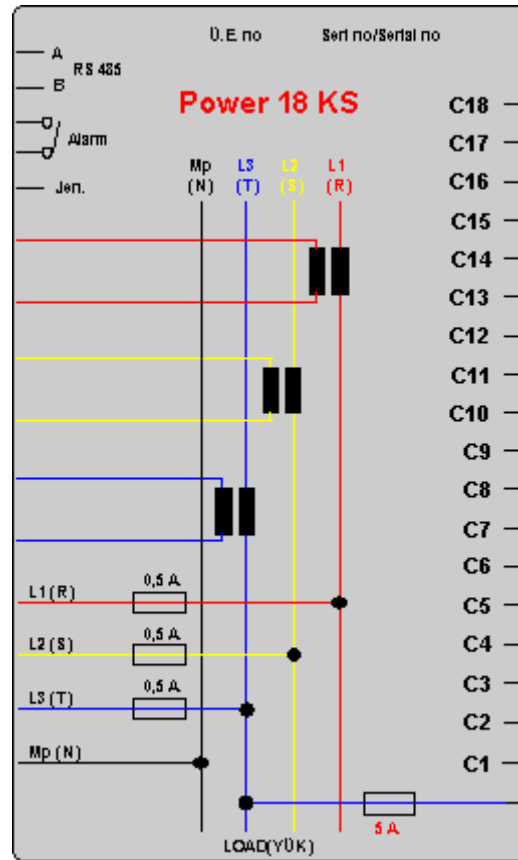 Ü.E no Seri no/Serial no
A
RS 485
B
Power 18 KS
Alarm
Jen.
Mp (N)
L3 (T)
L2 (S)
L1 (R)
C18
C17
C16
C15
C14
C13
C12
C11
C10
C9
C8
C7
C6
C5
C4
C3
C2
C1
L1 (R) 0,5 A
L2 (S) 0,5 A
L3 (T) 0,5 A
Mp (N)
5 A
LOAD(YÜK)